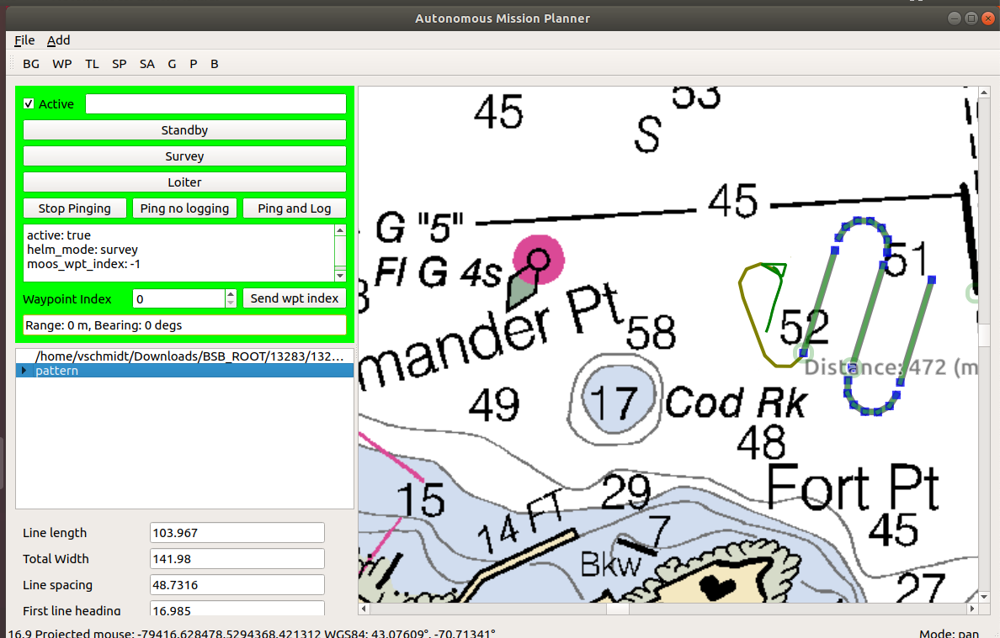 Autonomous Mission Planner
File Add
BG WP TL SP SA G P B
Active
Standby
Survey
Loiter
Stop Pinging Ping no logging Ping and Log
active: true
helm_mode: survey
moos_wpt_index: -1
Waypoint Index 0 Send wpt index
Range: 0 m, Bearing: 0 degs
/home/vschmidt/Downloads/BSB_ROOT/13283/132...
pattern
Line length 103.967
Total Width 141.98
Line spacing 48.7316
First line heading 16.985
53
45
S
45
G "5"
Fl G 4s
51
mander Pt
58
52
Distance: 472 (m
17
Cod Rk
49
48
Fort Pt
15
29
14 FT
7
45
Bkw
27
16.9 Projected mouse: -79416.628478,5294368.421312 WGS84: 43.07609°, -70.71341°
Mode: pan